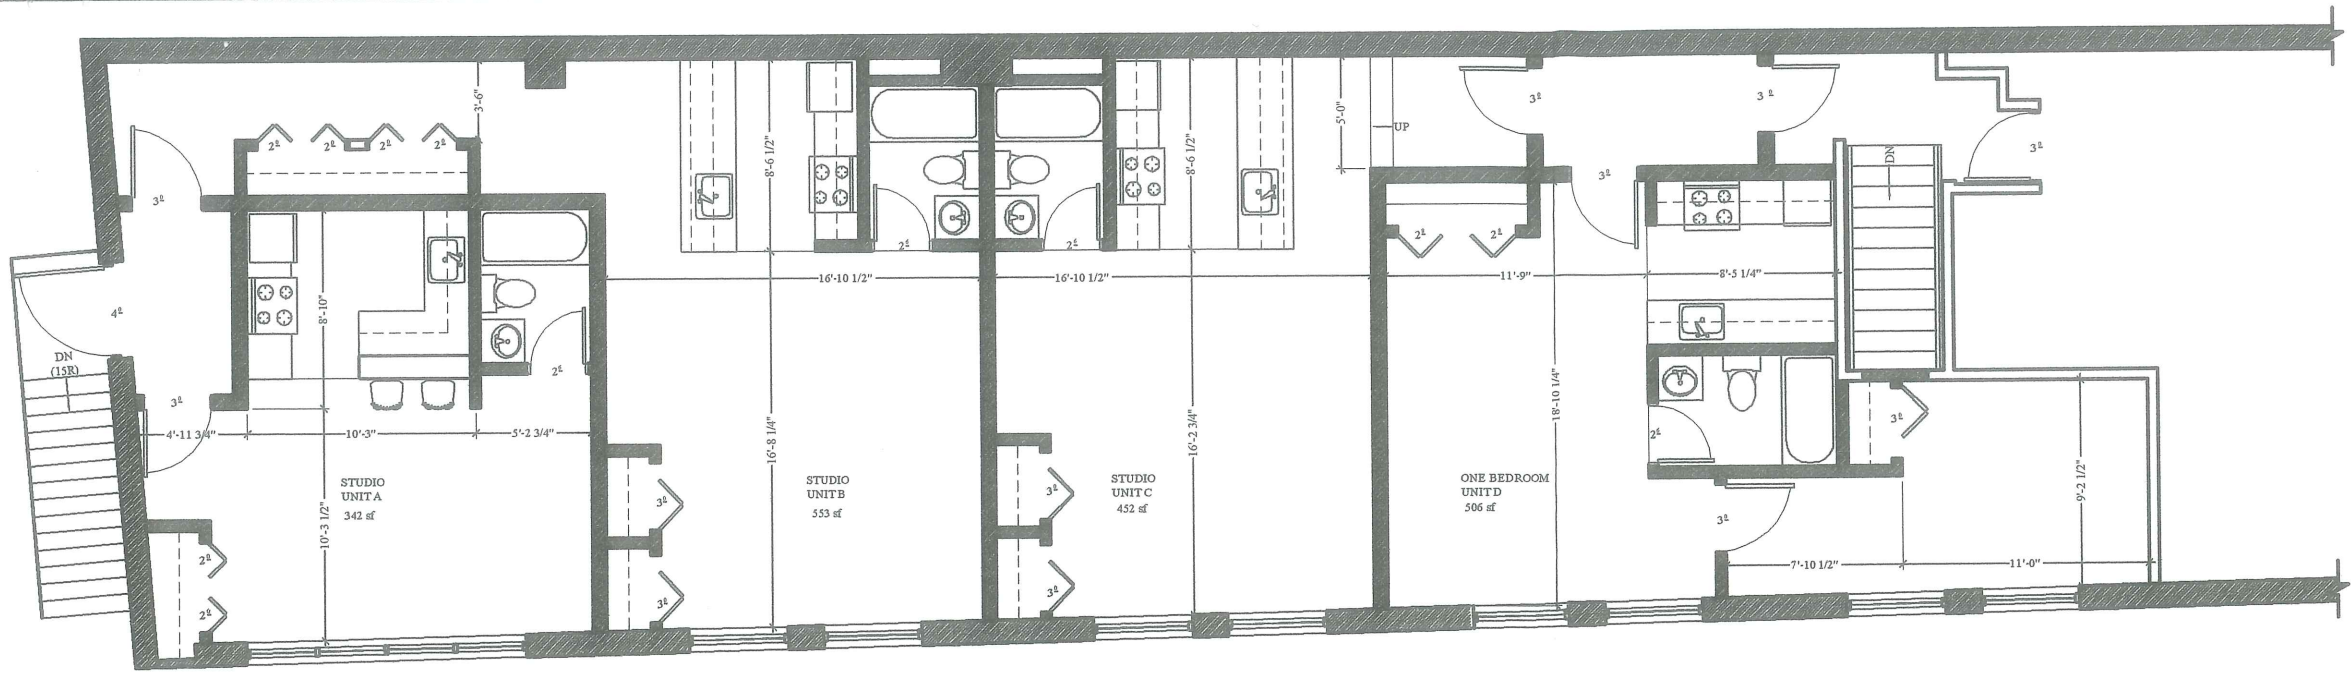 3'-6"
8'-6 1/2"
8'-6 1/2"
5'-0"
UP
3⁰
3⁰
3⁰
DN
2⁰
2⁰
2⁰
2⁰
3⁰
3⁰
2⁰
2⁰
16'-10 1/2"
16'-10 1/2"
11'-9"
8'-5 1/4"
4⁰
8'-10"
DN
(15R)
2⁰
3⁰
4'-11 3/4"
10'-3"
5'-2 3/4"
16'-8 1/4"
16'-2 3/4"
18'-10 1/4"
3⁰
9'-2 1/2"
STUDIO
UNIT A
342 sf
STUDIO
UNIT B
553 sf
STUDIO
UNIT C
452 sf
ONE BEDROOM
UNIT D
506 sf
3⁰
3⁰
3⁰
10'-3 1/2"
2⁰
2⁰
3⁰
3⁰
7'-10 1/2"
11'-0"